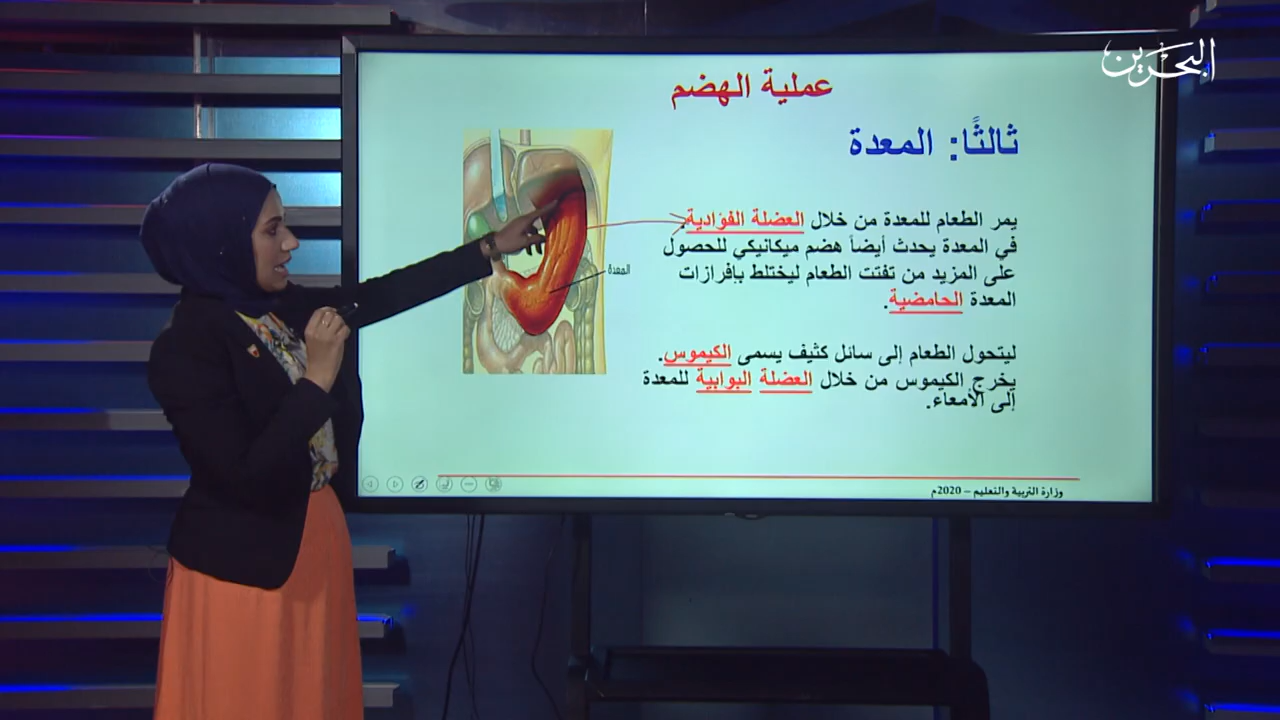 البحرين
عملية الهضم
ثالثًا: المعدة
يمر الطعام للمعدة من خلال العضلة الفؤادية.
في المعدة يحدث أيضاً هضم ميكانيكي للحصول
على المزيد من تفتت الطعام ليختلط بإفرازات
المعدة الحامضية.
المعدة
ليتحول الطعام إلى سائل كثيف يسمى الكيموس.
يخرج الكيموس من خلال العضلة البوابية للمعدة
إلى الأمعاء.
وزارة التربية والتعليم – 2020م